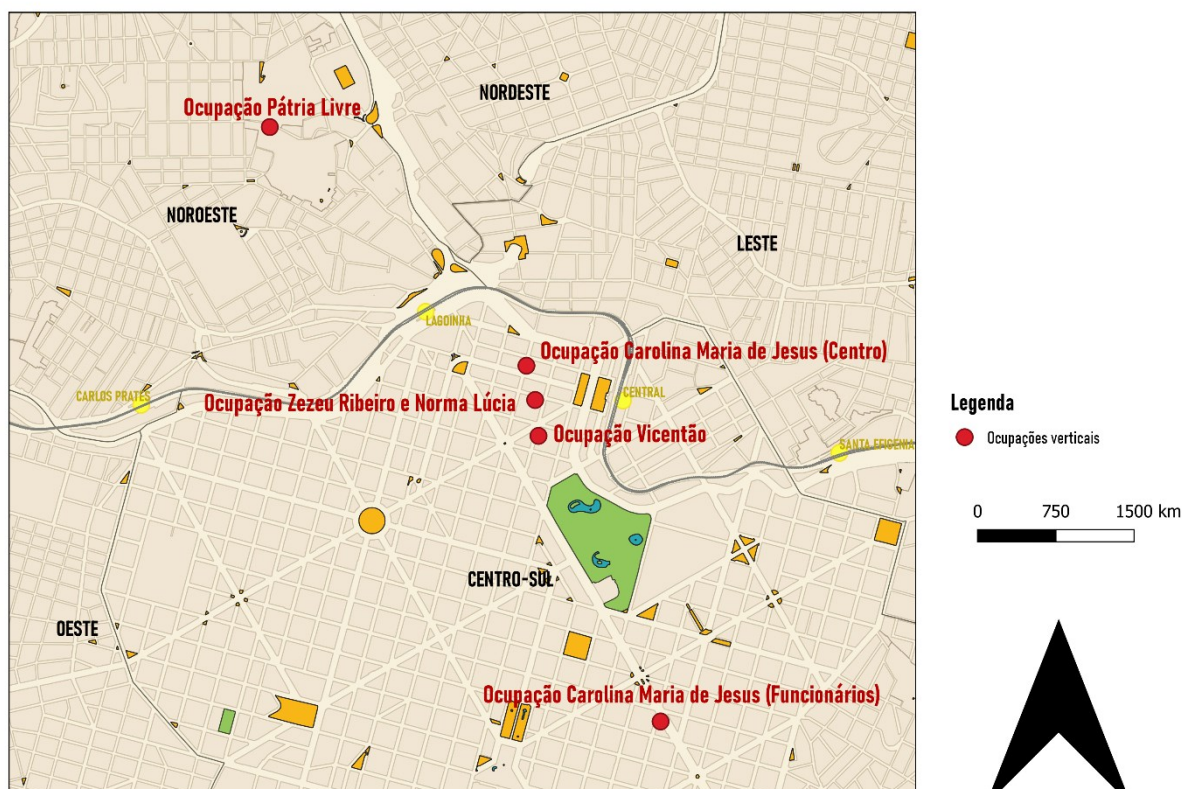 NORDESTE
Ocupação Pátria Livre
NOROESTE
LESTE
LAGOINHA
Ocupação Carolina Maria de Jesus (Centro)
CARLOS PRATES
Ocupação Zezeu Ribeiro e Norma Lúcia
CENTRAL
Ocupação Vicentão
SANTA EFIGENIA
CENTRO-SUL
OESTE
Ocupação Carolina Maria de Jesus (Funcionários)
Legenda
Ocupações verticais
0 750 1500 km